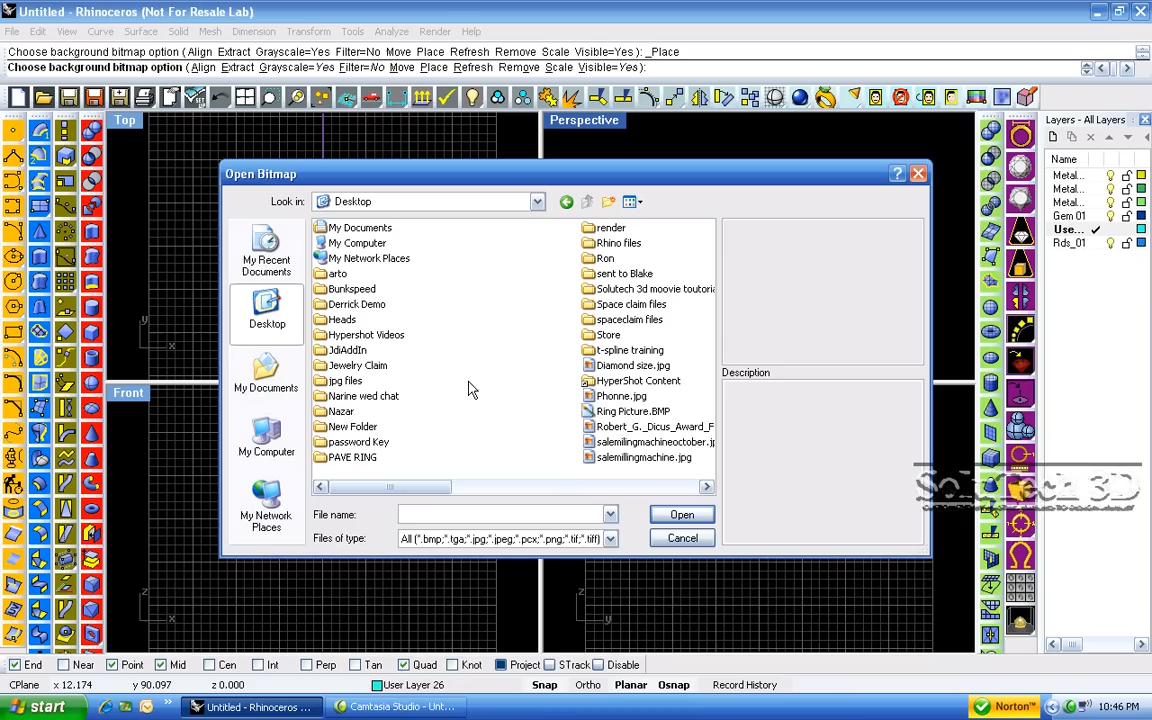 Untitled - Rhinoceros (Not For Resale Lab)
File Edit View Curve Surface Solid Mesh Dimension Transform Tools Analyze Render Help
Choose background bitmap option (Align Extract Grayscale=Yes Filter=No Move Place Refresh Remove Scale Visible=Yes): _Place
Choose background bitmap option (Align Extract Grayscale=Yes Filter=No Move Place Refresh Remove Scale Visible=Yes):
Top
Perspective
Layers - All Layers
Name
Metal...
Metal...
Metal...
Gem 01
Use...
Rds_01
Open Bitmap
Look in: Desktop
My Recent Documents
Desktop
My Documents
My Computer
My Network Places
My Documents
My Computer
My Network Places
arto
Bunkspeed
Derrick Demo
Heads
Hypershot Videos
JdiAddIn
Jewelry Claim
jpg files
Narine wed chat
Nazar
New Folder
password Key
PAVE RING
render
Rhino files
Ron
sent to Blake
Solutech 3d moovie toutoria
Space claim files
spaceclaim files
Store
t-spline training
Diamond size.jpg
HyperShot Content
Phonne.jpg
Ring Picture.BMP
Robert_G._Dicus_Award_F
salemilingmachineoctober.jp
salemilingmachine.jpg
Description
File name:
Open
Files of type: All (*.bmp;*.tga;*.jpg;*.jpeg;*.pcx;*.png;*.tif;*.tiff)
Cancel
Front
y
x
z
x
z
y
SoluTech 3D
End Near Point Mid Cen Int Perp Tan Quad Knot Project STrack Disable
CPlane x 12.174 y 90.097 z 0.000 User Layer 26 Snap Ortho Planar Osnap Record History
start Untitled - Rhinoceros ... Camtasia Studio - Unt... Norton™ 10:46 PM